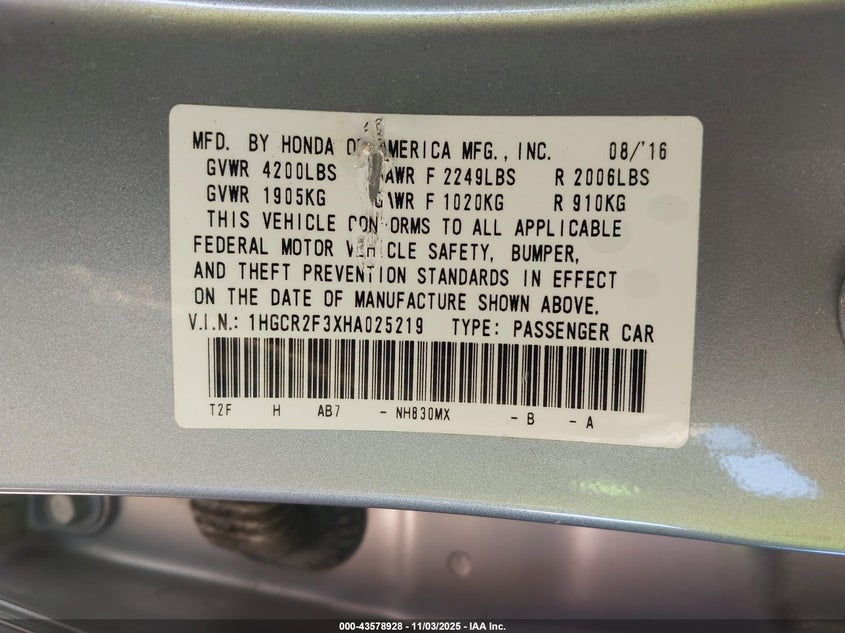 MFD. BY HONDA OF AMERICA MFG., INC. 08/'16
GVWR 4200LBS GAWR F 2249LBS R 2006LBS
GVWR 1905KG GAWR F 1020KG R 910KG
THIS VEHICLE CONFORMS TO ALL APPLICABLE
FEDERAL MOTOR VEHICLE SAFETY, BUMPER,
AND THEFT PREVENTION STANDARDS IN EFFECT
ON THE DATE OF MANUFACTURE SHOWN ABOVE.
V.I.N.: 1HGCR2F3XHA025219 TYPE: PASSENGER CAR
T2F H AB7 - NH830MX - B - A
000-43578928 - 11/03/2025 - IAA Inc.